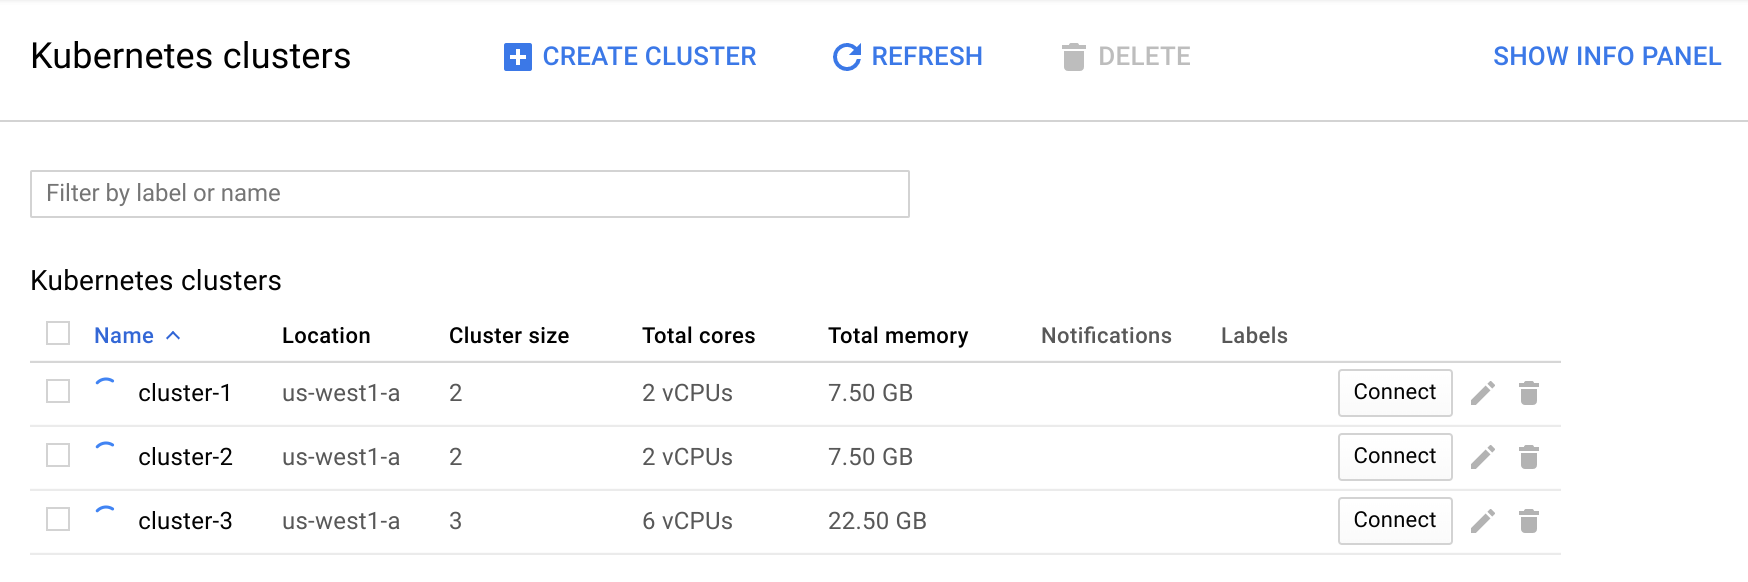 Kubernetes clusters CREATE CLUSTER REFRESH DELETE SHOW INFO PANEL
Filter by label or name
Kubernetes clusters
Name Location Cluster size Total cores Total memory Notifications Labels
cluster-1 us-west1-a 2 2 vCPUs 7.50 GB Connect
cluster-2 us-west1-a 2 2 vCPUs 7.50 GB Connect
cluster-3 us-west1-a 3 6 vCPUs 22.50 GB Connect